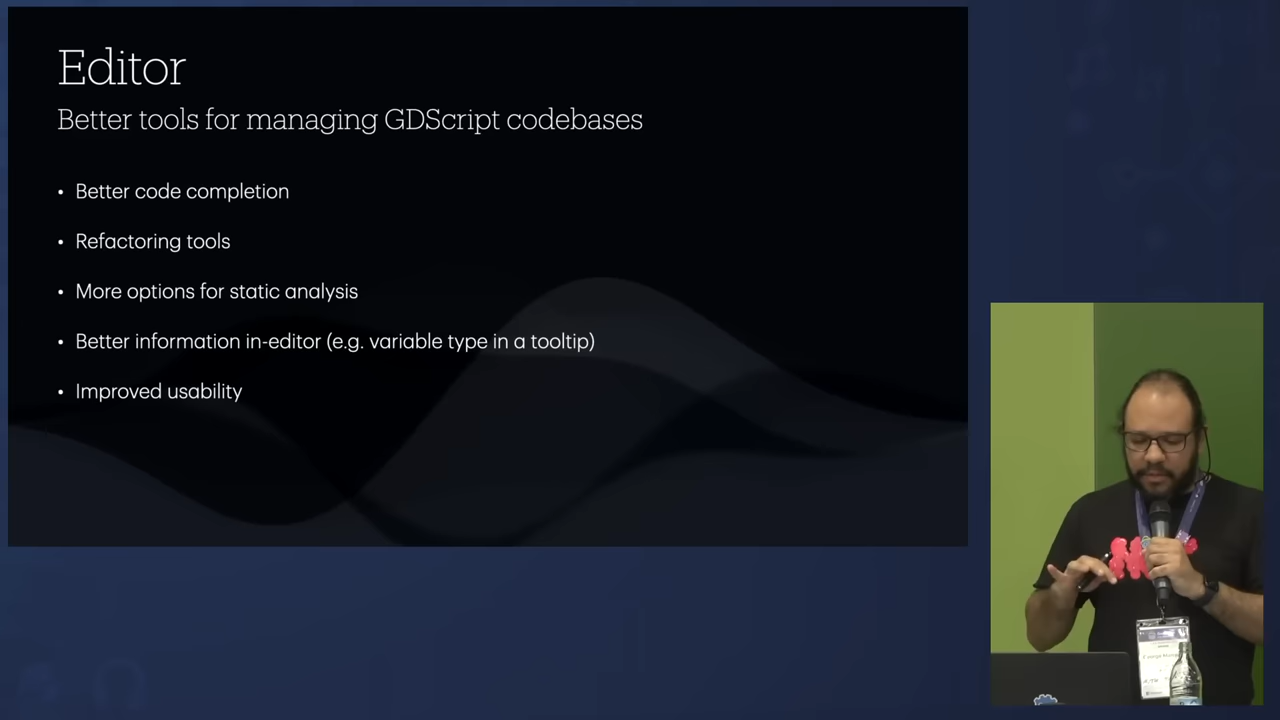 Editor
Better tools for managing GDScript codebases
• Better code completion
• Refactoring tools
• More options for static analysis
• Better information in-editor (e.g. variable type in a tooltip)
• Improved usability